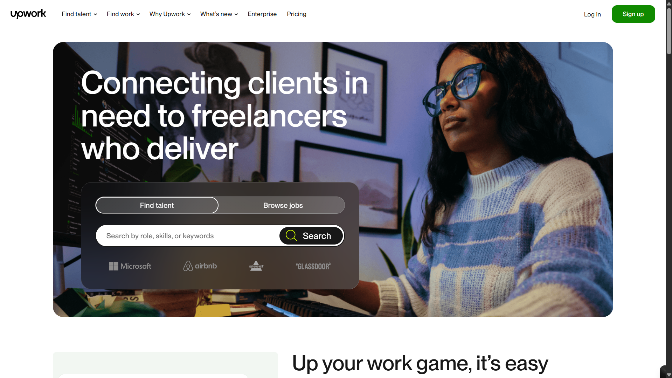 upwork
Find talent
Find work
Why Upwork
What's new
Enterprise
Pricing
Log in
Sign up
Connecting clients in
need to freelancers
who deliver
Find talent
Browse jobs
Search by role, skills, or keywords
Search
Microsoft
airbnb
GLASSDOOR
Up your work game, it's easy